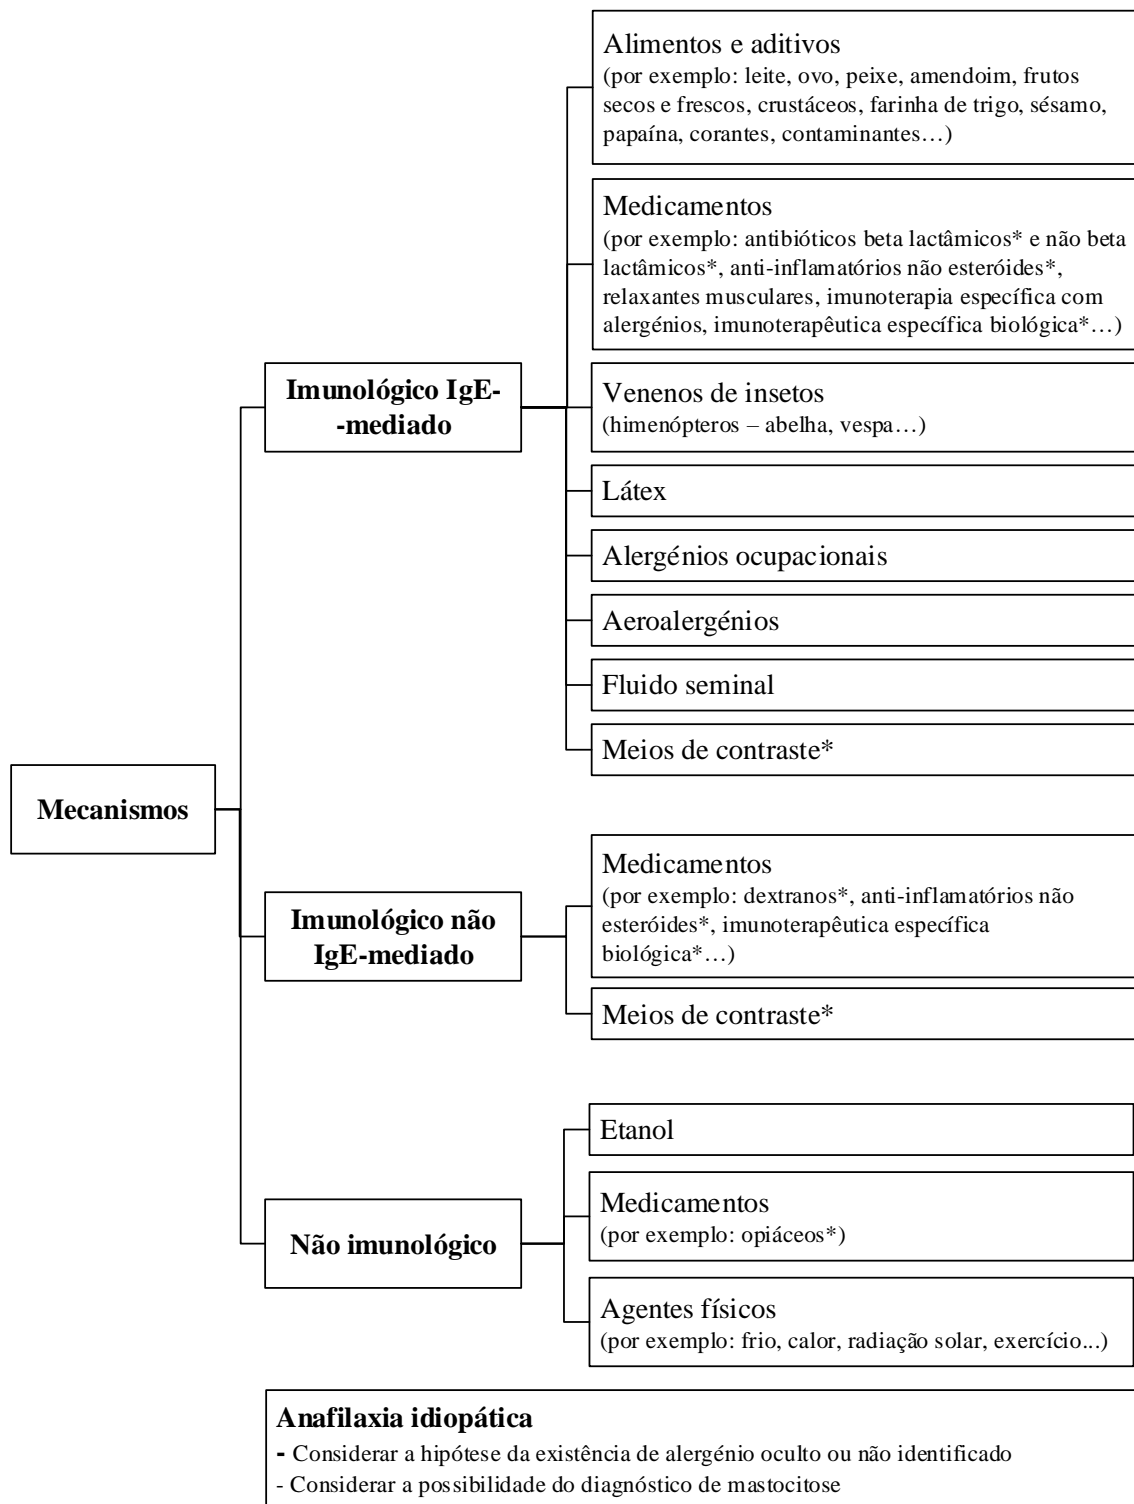 Alimentos e aditivos
(por exemplo: leite, ovo, peixe, amendoim, frutos
secos e frescos, crustáceos, farinha de trigo, sésamo,
papaína, corantes, contaminantes…)
Medicamentos
(por exemplo: antibióticos beta lactâmicos* e não beta
lactâmicos*, anti-inflamatórios não esteróides*,
relaxantes musculares, imunoterapia específica com
alergénios, imunoterapêutica específica biológica*…)
Imunológico IgE-
-mediado
Venenos de insetos
(himenópteros – abelha, vespa…)
Látex
Alergénios ocupacionais
Aeroalergénios
Fluido seminal
Meios de contraste*
Mecanismos
Medicamentos
(por exemplo: dextranos*, anti-inflamatórios não
esteróides*, imunoterapêutica específica
biológica*…)
Imunológico não
IgE-mediado
Meios de contraste*
Etanol
Medicamentos
(por exemplo: opiáceos*)
Não imunológico
Agentes físicos
(por exemplo: frio, calor, radiação solar, exercício...)
Anafilaxia idiopática
- Considerar a hipótese da existência de alergénio oculto ou não identificado
- Considerar a possibilidade do diagnóstico de mastocitose